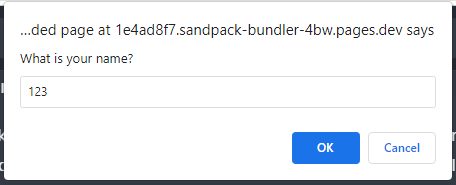 ...ded page at 1e4ad8f7.sandpack-bundler-4bw.pages.dev says
What is your name?
123
OK
Cancel